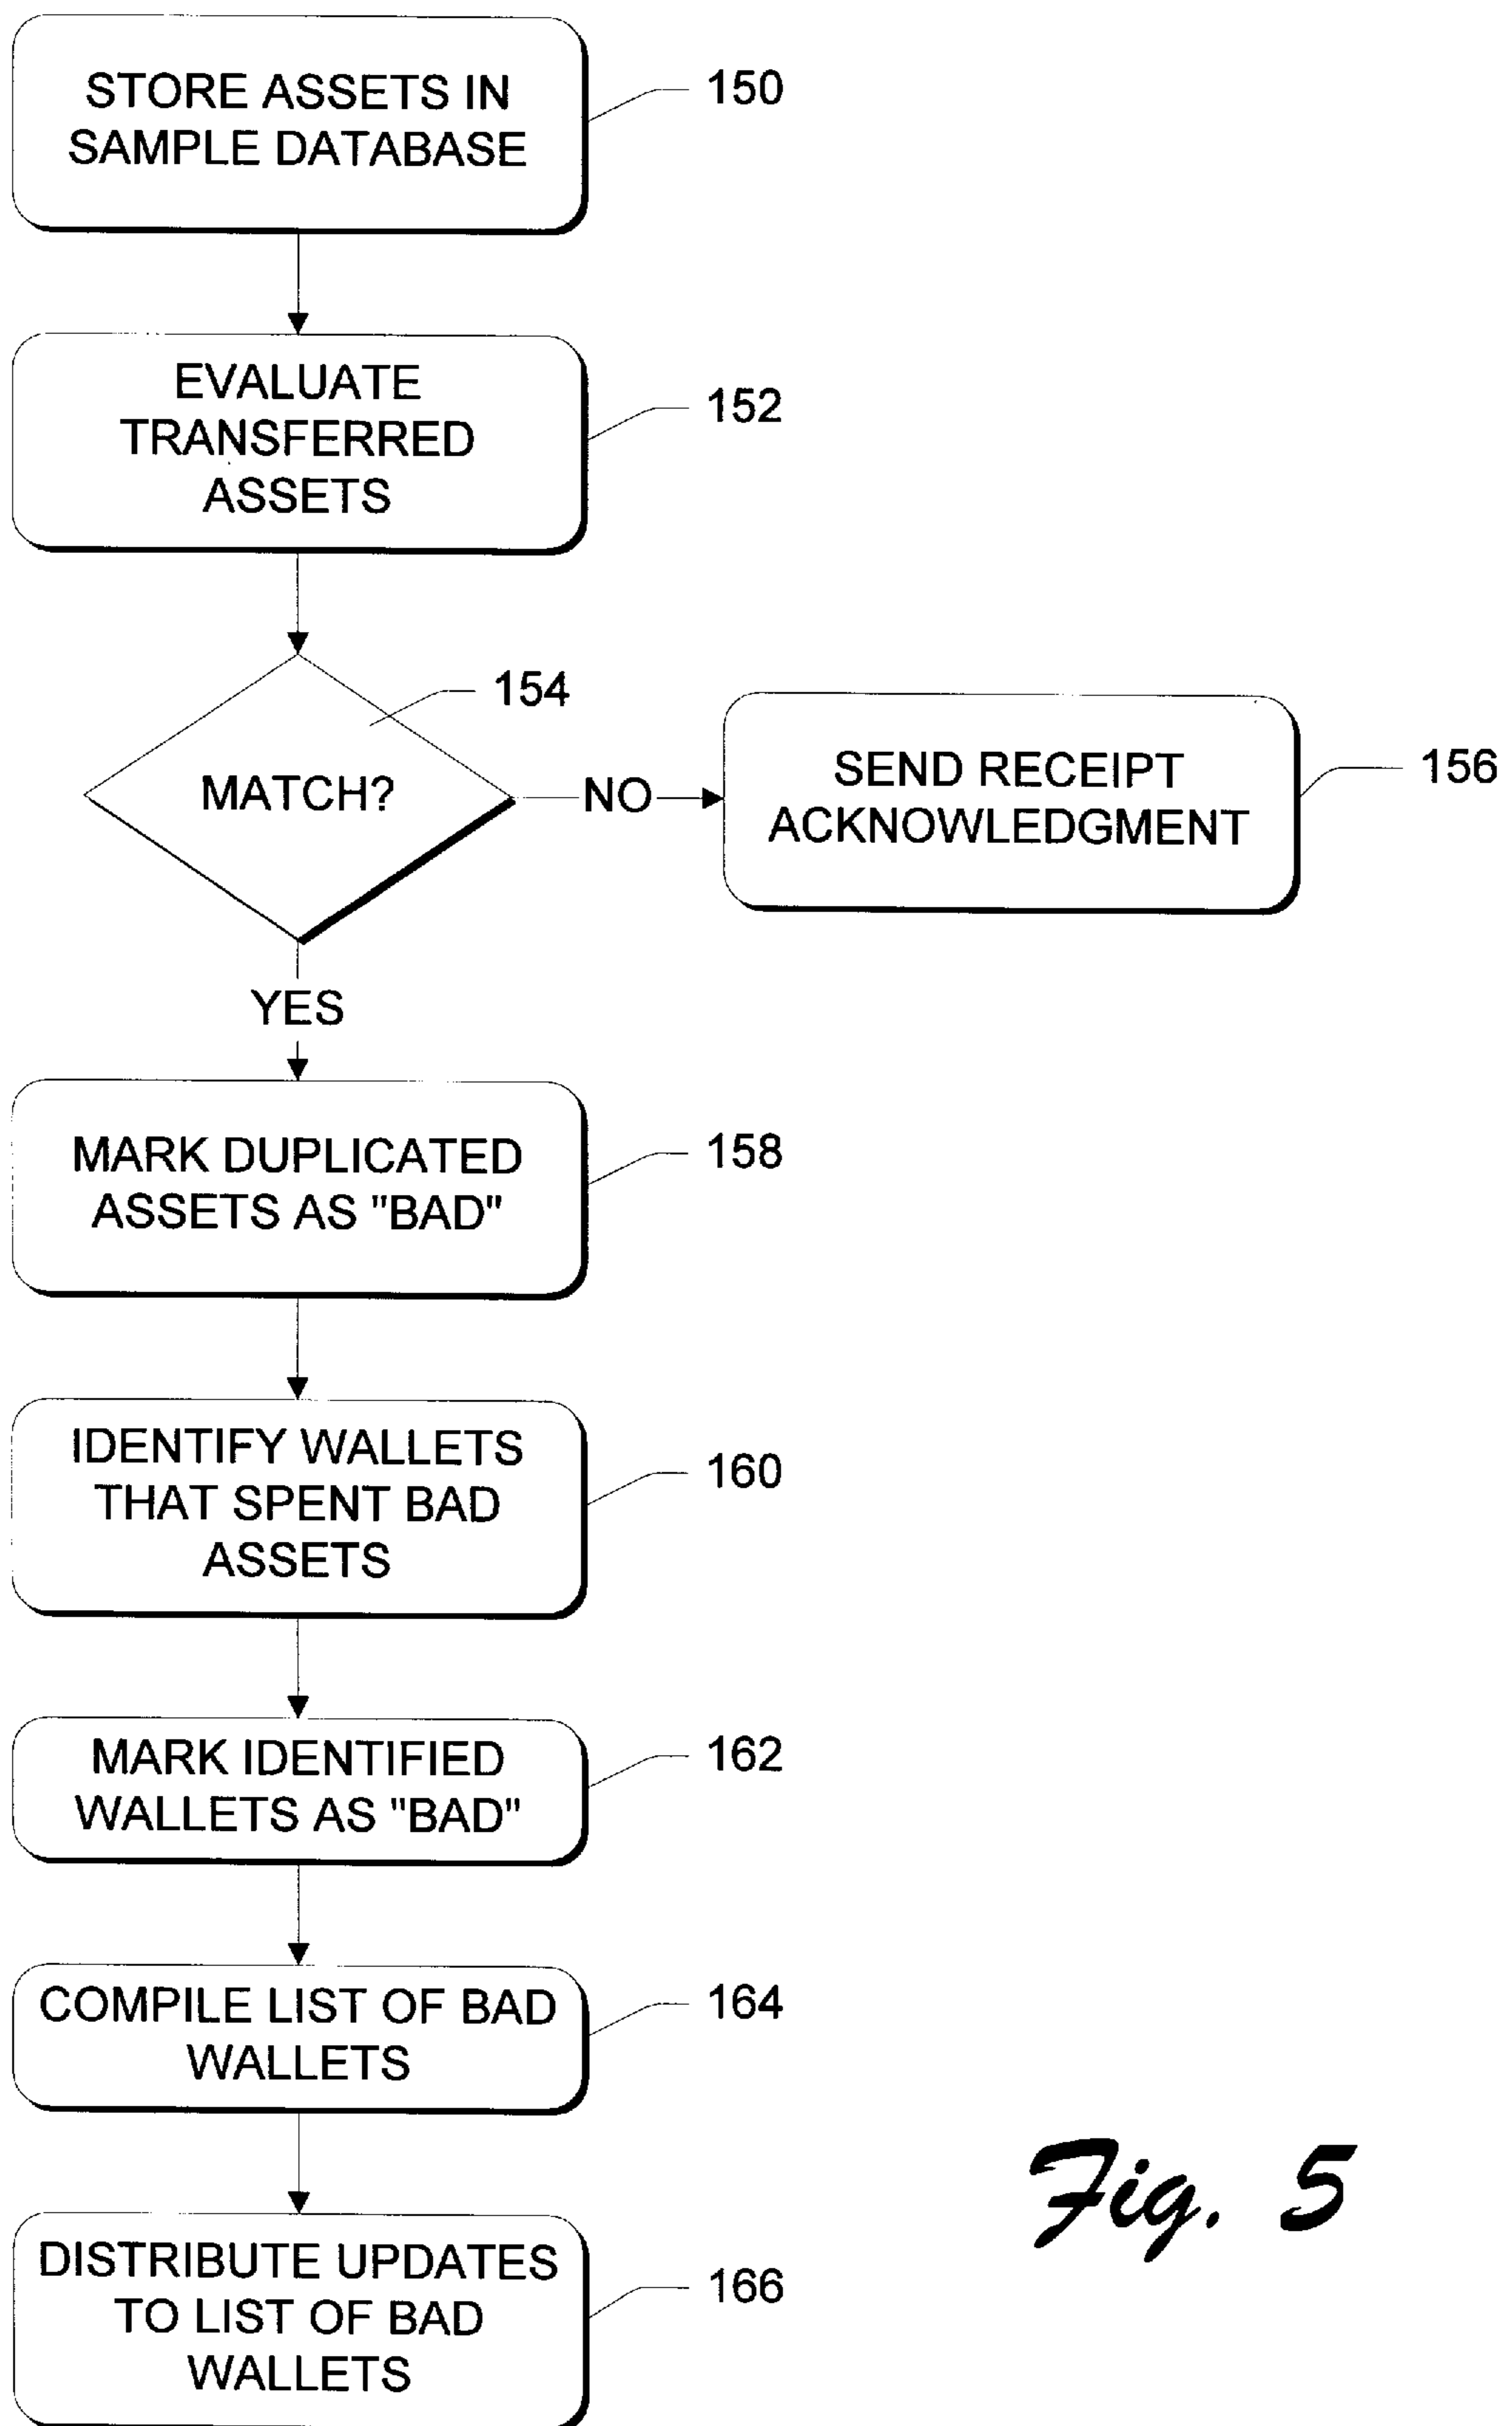 STORE ASSETS IN
SAMPLE DATABASE
150
EVALUATE
TRANSFERRED
ASSETS
152
154
MATCH?
NO
SEND RECEIPT
ACKNOWLEDGMENT
156
YES
MARK DUPLICATED
ASSETS AS "BAD"
158
IDENTIFY WALLETS
THAT SPENT BAD
ASSETS
160
MARK IDENTIFIED
WALLETS AS "BAD"
162
COMPILE LIST OF BAD
WALLETS
164
DISTRIBUTE UPDATES
TO LIST OF BAD
WALLETS
166
Fig. 5